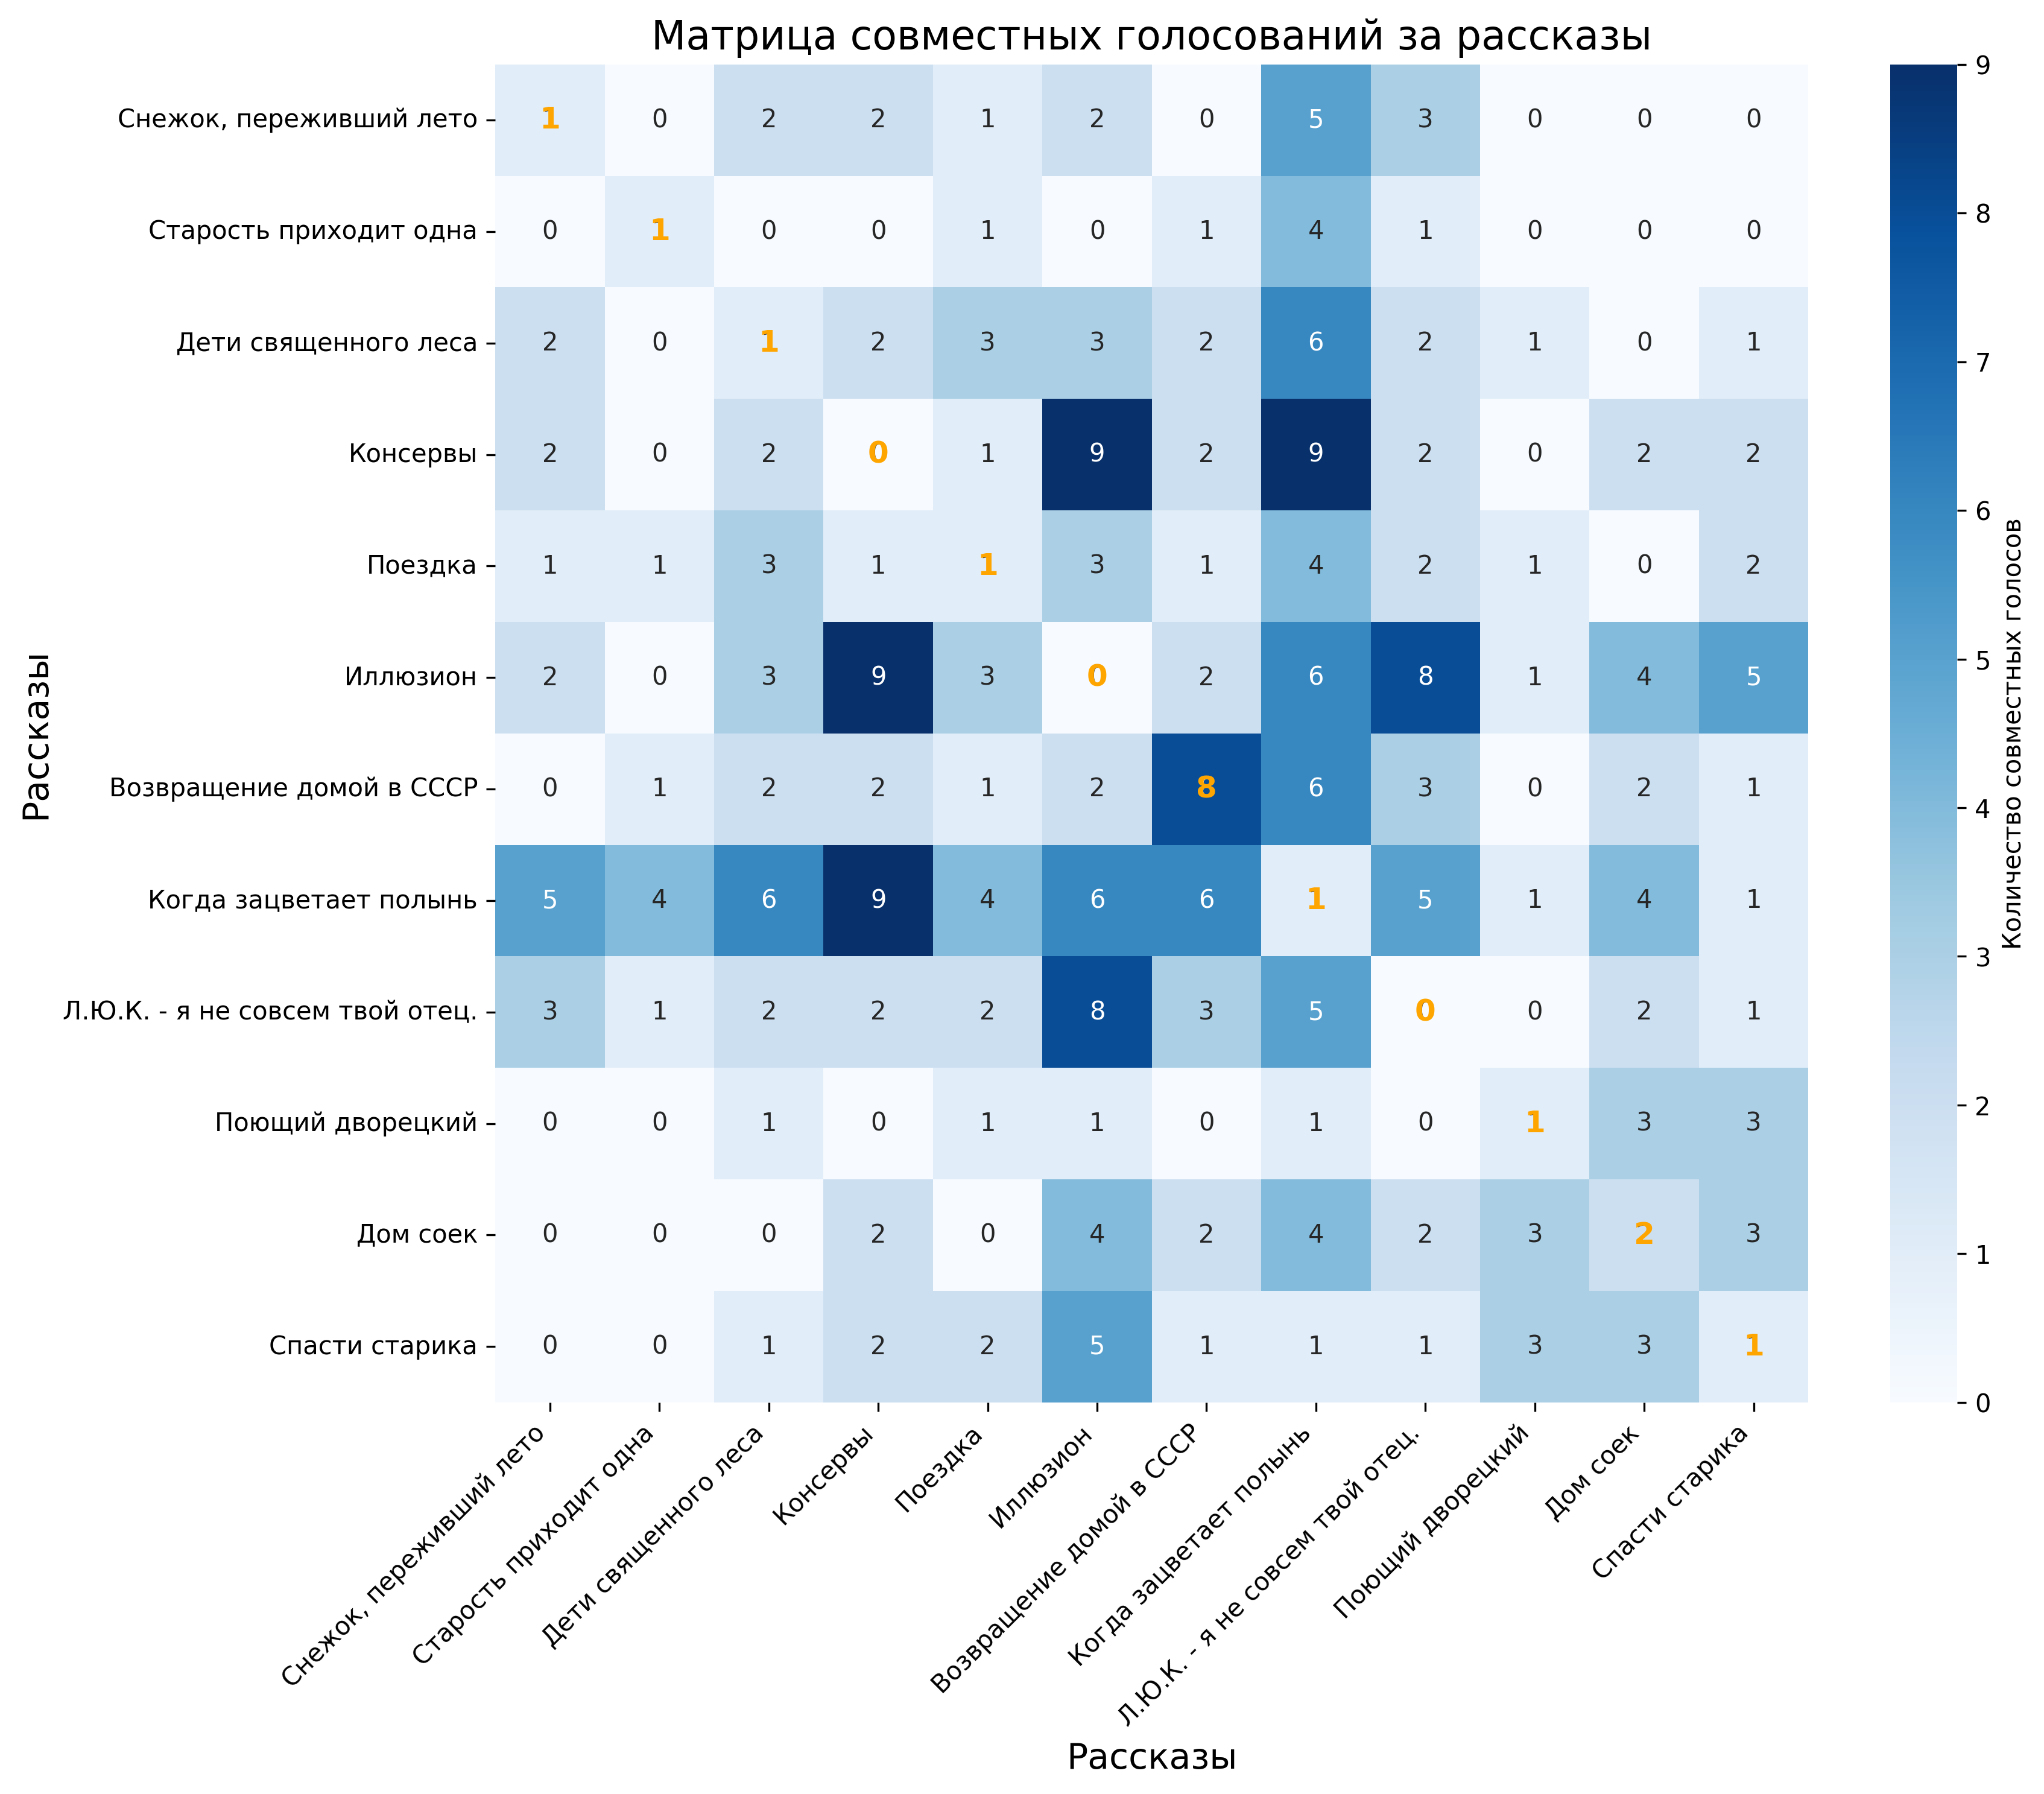 Матрица совместных голосований за рассказы
Снежок, переживший лето 1 0 2 2 1 2 0 5 3 0 0 0
Старость приходит одна 0 1 0 0 1 0 1 4 1 0 0 0
Дети священного леса 2 0 1 2 3 3 2 6 2 1 0 1
Консервы 2 0 2 0 1 9 2 9 2 0 2 2
Поездка 1 1 3 1 1 3 1 4 2 1 0 2
Иллюзион 2 0 3 9 3 0 2 6 8 1 4 5
Возвращение домой в СССР 0 1 2 2 1 2 8 6 3 0 2 1
Когда зацветает полынь 5 4 6 9 4 6 6 1 5 1 4 1
Л.Ю.К. - я не совсем твой отец. 3 1 2 2 2 8 3 5 0 0 2 1
Поющий дворецкий 0 0 1 0 1 1 0 1 0 1 3 3
Дом соек 0 0 0 2 0 4 2 4 2 3 2 3
Спасти старика 0 0 1 2 2 5 1 1 1 3 3 1
Рассказы
Снежок, переживший лето
Старость приходит одна
Дети священного леса
Консервы
Поездка
Иллюзион
Возвращение домой в СССР
Когда зацветает полынь
Л.Ю.К. - я не совсем твой отец.
Поющий дворецкий
Дом соек
Спасти старика
Рассказы
9
8
7
6
5
4
3
2
1
0
Количество совместных голосов